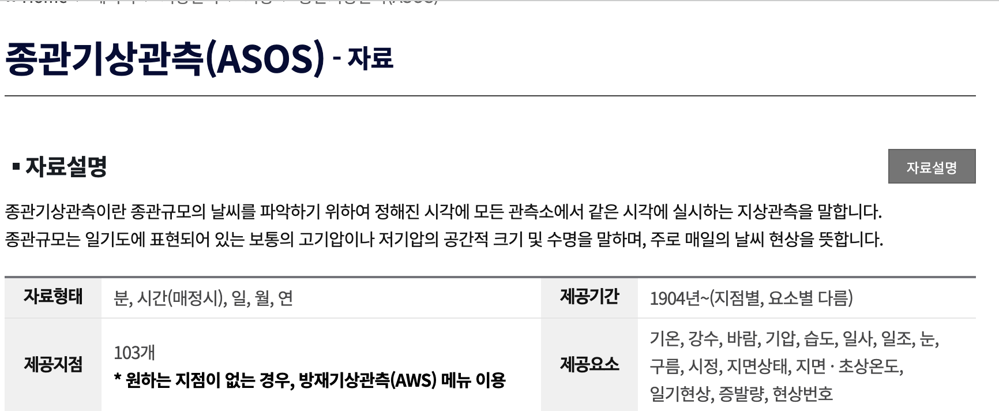 종관기상관측(ASOS) - 자료
▪ 자료설명
자료설명
종관기상관측이란 종관규모의 날씨를 파악하기 위하여 정해진 시각에 모든 관측소에서 같은 시각에 실시하는 지상관측을 말합니다.
종관규모는 일기도에 표현되어 있는 보통의 고기압이나 저기압의 공간적 크기 및 수명을 말하며, 주로 매일의 날씨 현상을 뜻합니다.
자료형태 분, 시간(매정시), 일, 월, 연 제공기간 1904년~(지점별, 요소별 다름)
제공지점
103개
* 원하는 지점이 없는 경우, 방재기상관측(AWS) 메뉴 이용
제공요소
기온, 강수, 바람, 기압, 습도, 일사, 일조, 눈,
구름, 시정, 지면상태, 지면 · 초상온도,
일기현상, 증발량, 현상번호